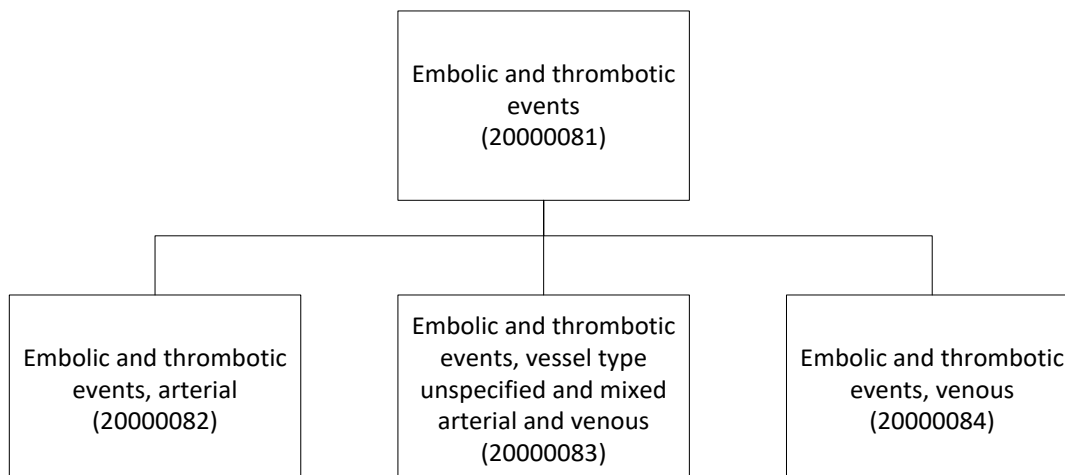 Embolic and thrombotic
events
(20000081)
Embolic and thrombotic
events, arterial
(20000082)
Embolic and thrombotic
events, vessel type
unspecified and mixed
arterial and venous
(20000083)
Embolic and thrombotic
events, venous
(20000084)